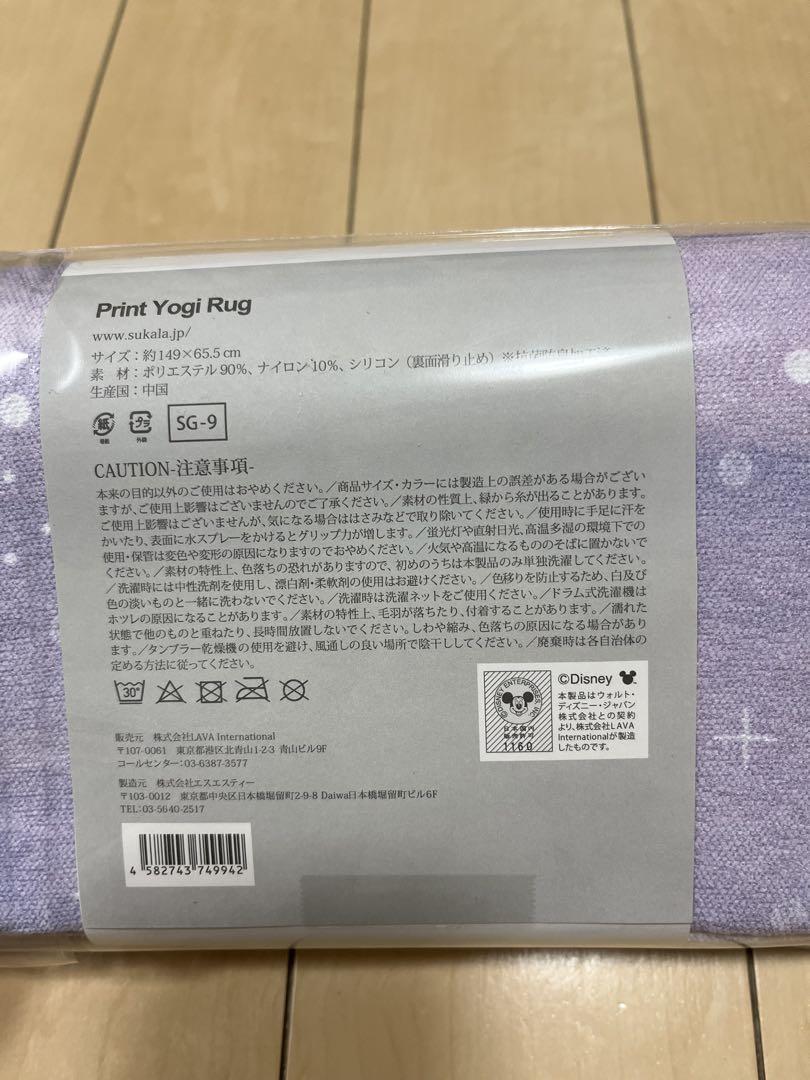 Print Yogi Rug
www.sukala.jp/
サイズ：約149×65.5cm
素　材：ポリエステル90%、ナイロン10%、シリコン（裏面滑り止め）
生産国：中国
紙 プラ SG-9
外袋
CAUTION-注意事項-
本来の目的以外のご使用はおやめください。／商品サイズ・カラーには製造上の誤差がある場合がござい
ますが、ご使用上影響はございませんのでご了承ください。／素材の性質上、縁から糸が出ることがあります。
ご使用上影響はございませんが、気になる場合ははさみなどで取り除いてください。／使用時に手足に汗を
かいたり、表面に水スプレーをかけるとグリップ力が増します。／蛍光灯や直射日光、高温多湿の環境下での
使用・保管は変色や変形の原因になりますのでおやめください。／火気や高温になるもののそばに置かないで
ください。／素材の特性上、色落ちの恐れがありますので、初めのうちは本製品のみ単独洗濯してください。
／洗濯時には中性洗剤を使用し、漂白剤・柔軟剤の使用はお避けください。／色移りを防止するため、白及び
色の淡いものと一緒に洗わないでください。／洗濯時は洗濯ネットをご使用ください。／ドラム式洗濯機は
ホツレの原因になることがあります。／素材の特性上、毛羽が落ちたり、付着することがあります。／濡れた
状態で他のものと重ねたり、長時間放置しないでください。しわや縮み、色落ちの原因になる場合がありま
す。／タンブラー乾燥機の使用を避け、風通しの良い場所で陰干ししてください。／廃棄時は各自治体の
定める方法に従ってください。
30°
©Disney
本製品はウォルト・
ディズニー・ジャパン
株式会社との契約
より、株式会社LAVA
Internationalが製造
したものです。
©DISNEY ENTERPRISES, INC.
日本国内
販売許可
1160
販売元　株式会社LAVA International
〒107-0061　東京都港区北青山1-2-3 青山ビル9F
コールセンター：03-6387-3577
製造元　株式会社エスエスティー
〒103-0012　東京都中央区日本橋堀留町2-9-8 Daiwa日本橋堀留町ビル6F
TEL：03-5640-2517
4 582743 749942